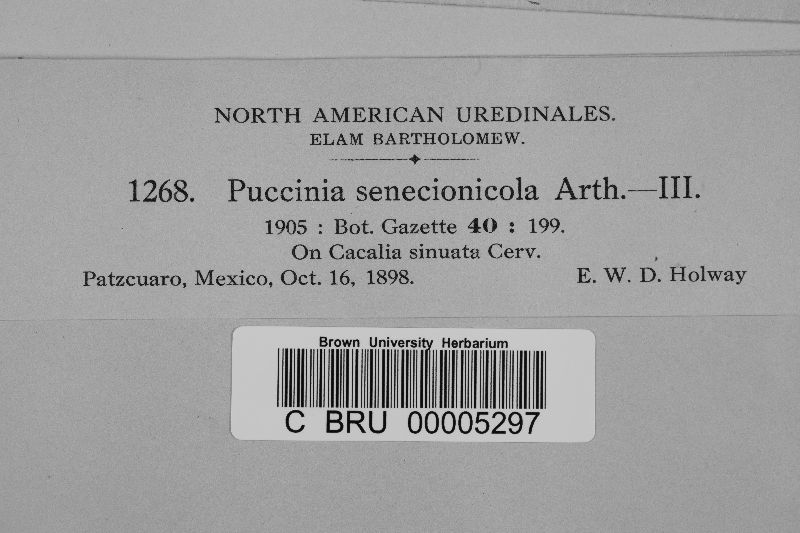 NORTH AMERICAN UREDINALES.
ELAM BARTHOLOMEW.
1268. Puccinia senecionicola Arth.—III.
1905 : Bot. Gazette 40 : 199.
On Cacalia sinuata Cerv.
Patzcuaro, Mexico, Oct. 16, 1898. E. W. D. Holway
Brown University Herbarium
C BRU 00005297